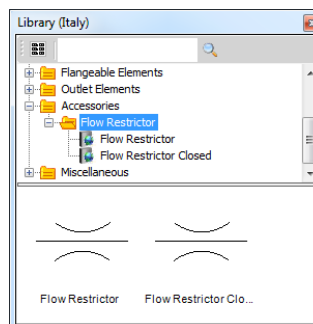 Library (Italy)
Flangeable Elements
Outlet Elements
Accessories
Flow Restrictor
Flow Restrictor
Flow Restrictor Closed
Miscellaneous
Flow Restrictor Flow Restrictor Clo...